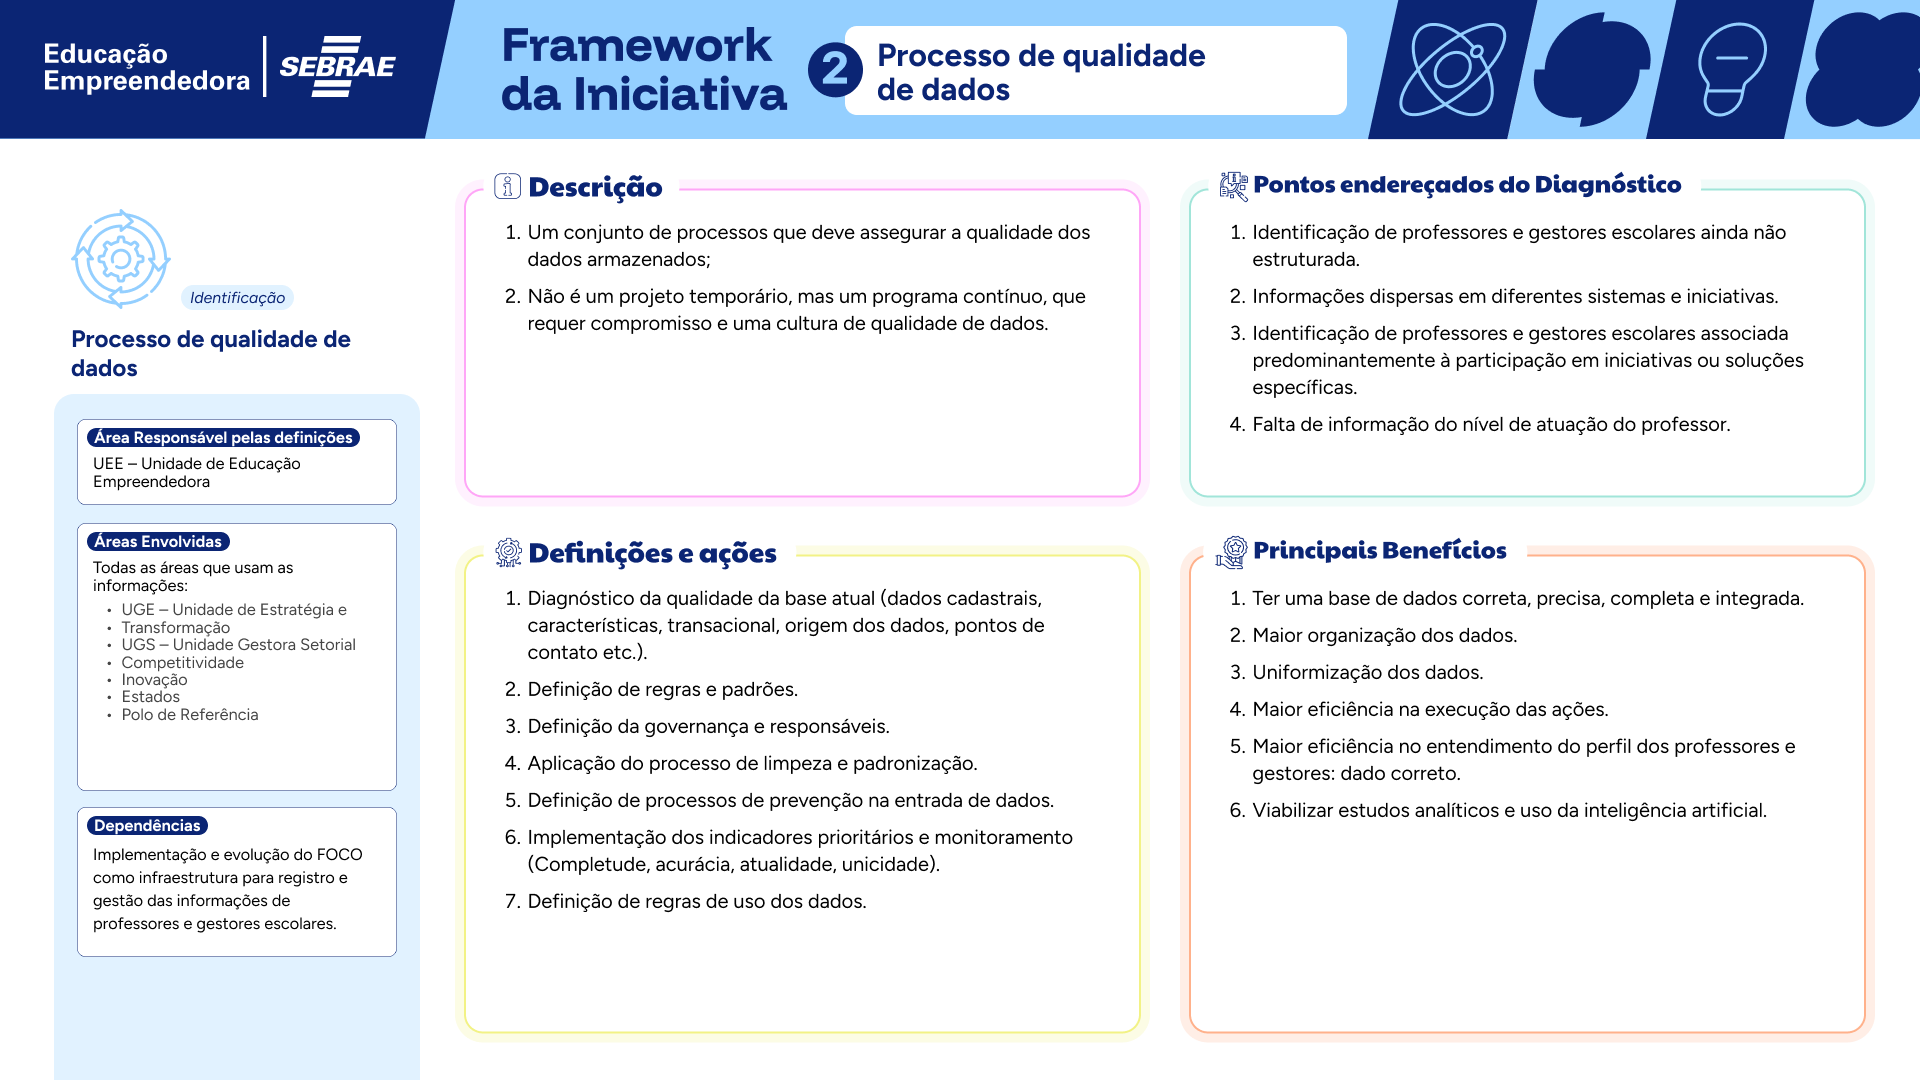 Educação
Empreendedora
SEBRAE
Framework
da Iniciativa
2
Processo de qualidade
de dados
Identificação
Processo de qualidade de
dados
Área Responsável pelas definições
UEE – Unidade de Educação
Empreendedora
Áreas Envolvidas
Todas as áreas que usam as
informações:
• UGE – Unidade de Estratégia e
• Transformação
• UGS – Unidade Gestora Setorial
• Competitividade
• Inovação
• Estados
• Polo de Referência
Dependências
Implementação e evolução do FOCO
como infraestrutura para registro e
gestão das informações de
professores e gestores escolares.
Descrição
1. Um conjunto de processos que deve assegurar a qualidade dos
dados armazenados;
2. Não é um projeto temporário, mas um programa contínuo, que
requer compromisso e uma cultura de qualidade de dados.
Pontos endereçados do Diagnóstico
1. Identificação de professores e gestores escolares ainda não
estruturada.
2. Informações dispersas em diferentes sistemas e iniciativas.
3. Identificação de professores e gestores escolares associada
predominantemente à participação em iniciativas ou soluções
específicas.
4. Falta de informação do nível de atuação do professor.
Definições e ações
1. Diagnóstico da qualidade da base atual (dados cadastrais,
características, transacional, origem dos dados, pontos de
contato etc.).
2. Definição de regras e padrões.
3. Definição da governança e responsáveis.
4. Aplicação do processo de limpeza e padronização.
5. Definição de processos de prevenção na entrada de dados.
6. Implementação dos indicadores prioritários e monitoramento
(Completude, acurácia, atualidade, unicidade).
7. Definição de regras de uso dos dados.
Principais Benefícios
1. Ter uma base de dados correta, precisa, completa e integrada.
2. Maior organização dos dados.
3. Uniformização dos dados.
4. Maior eficiência na execução das ações.
5. Maior eficiência no entendimento do perfil dos professores e
gestores: dado correto.
6. Viabilizar estudos analíticos e uso da inteligência artificial.